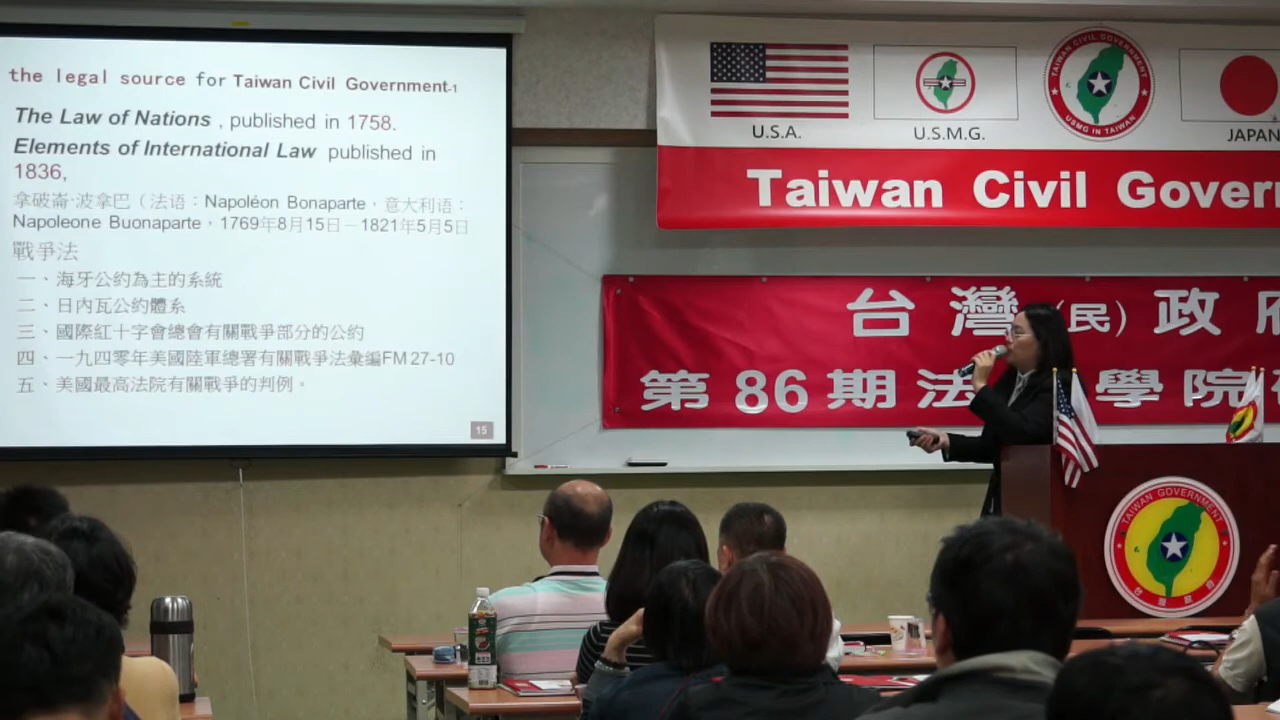 the legal source for Taiwan Civil Government-1
The Law of Nations , published in 1758.
Elements of International Law published in
1836,
拿破崙·波拿巴（法语：Napoléon Bonaparte，意大利语：
Napoleone Buonaparte，1769年8月15日－1821年5月5日
戰爭法
一、海牙公約為主的系統
二、日內瓦公約體系
三、國際紅十字會總會有關戰爭部分的公約
四、一九四零年美國陸軍總署有關戰爭法彙編FM 27-10
五、美國最高法院有關戰爭的判例。
15
U.S.A.
U.S.M.G.
TAIWAN CIVIL GOVERNMENT
USMG IN TAIWAN
JAPAN
Taiwan Civil Govern
台灣(民)政府
第86期法 學院
TAIWAN GOVERNMENT